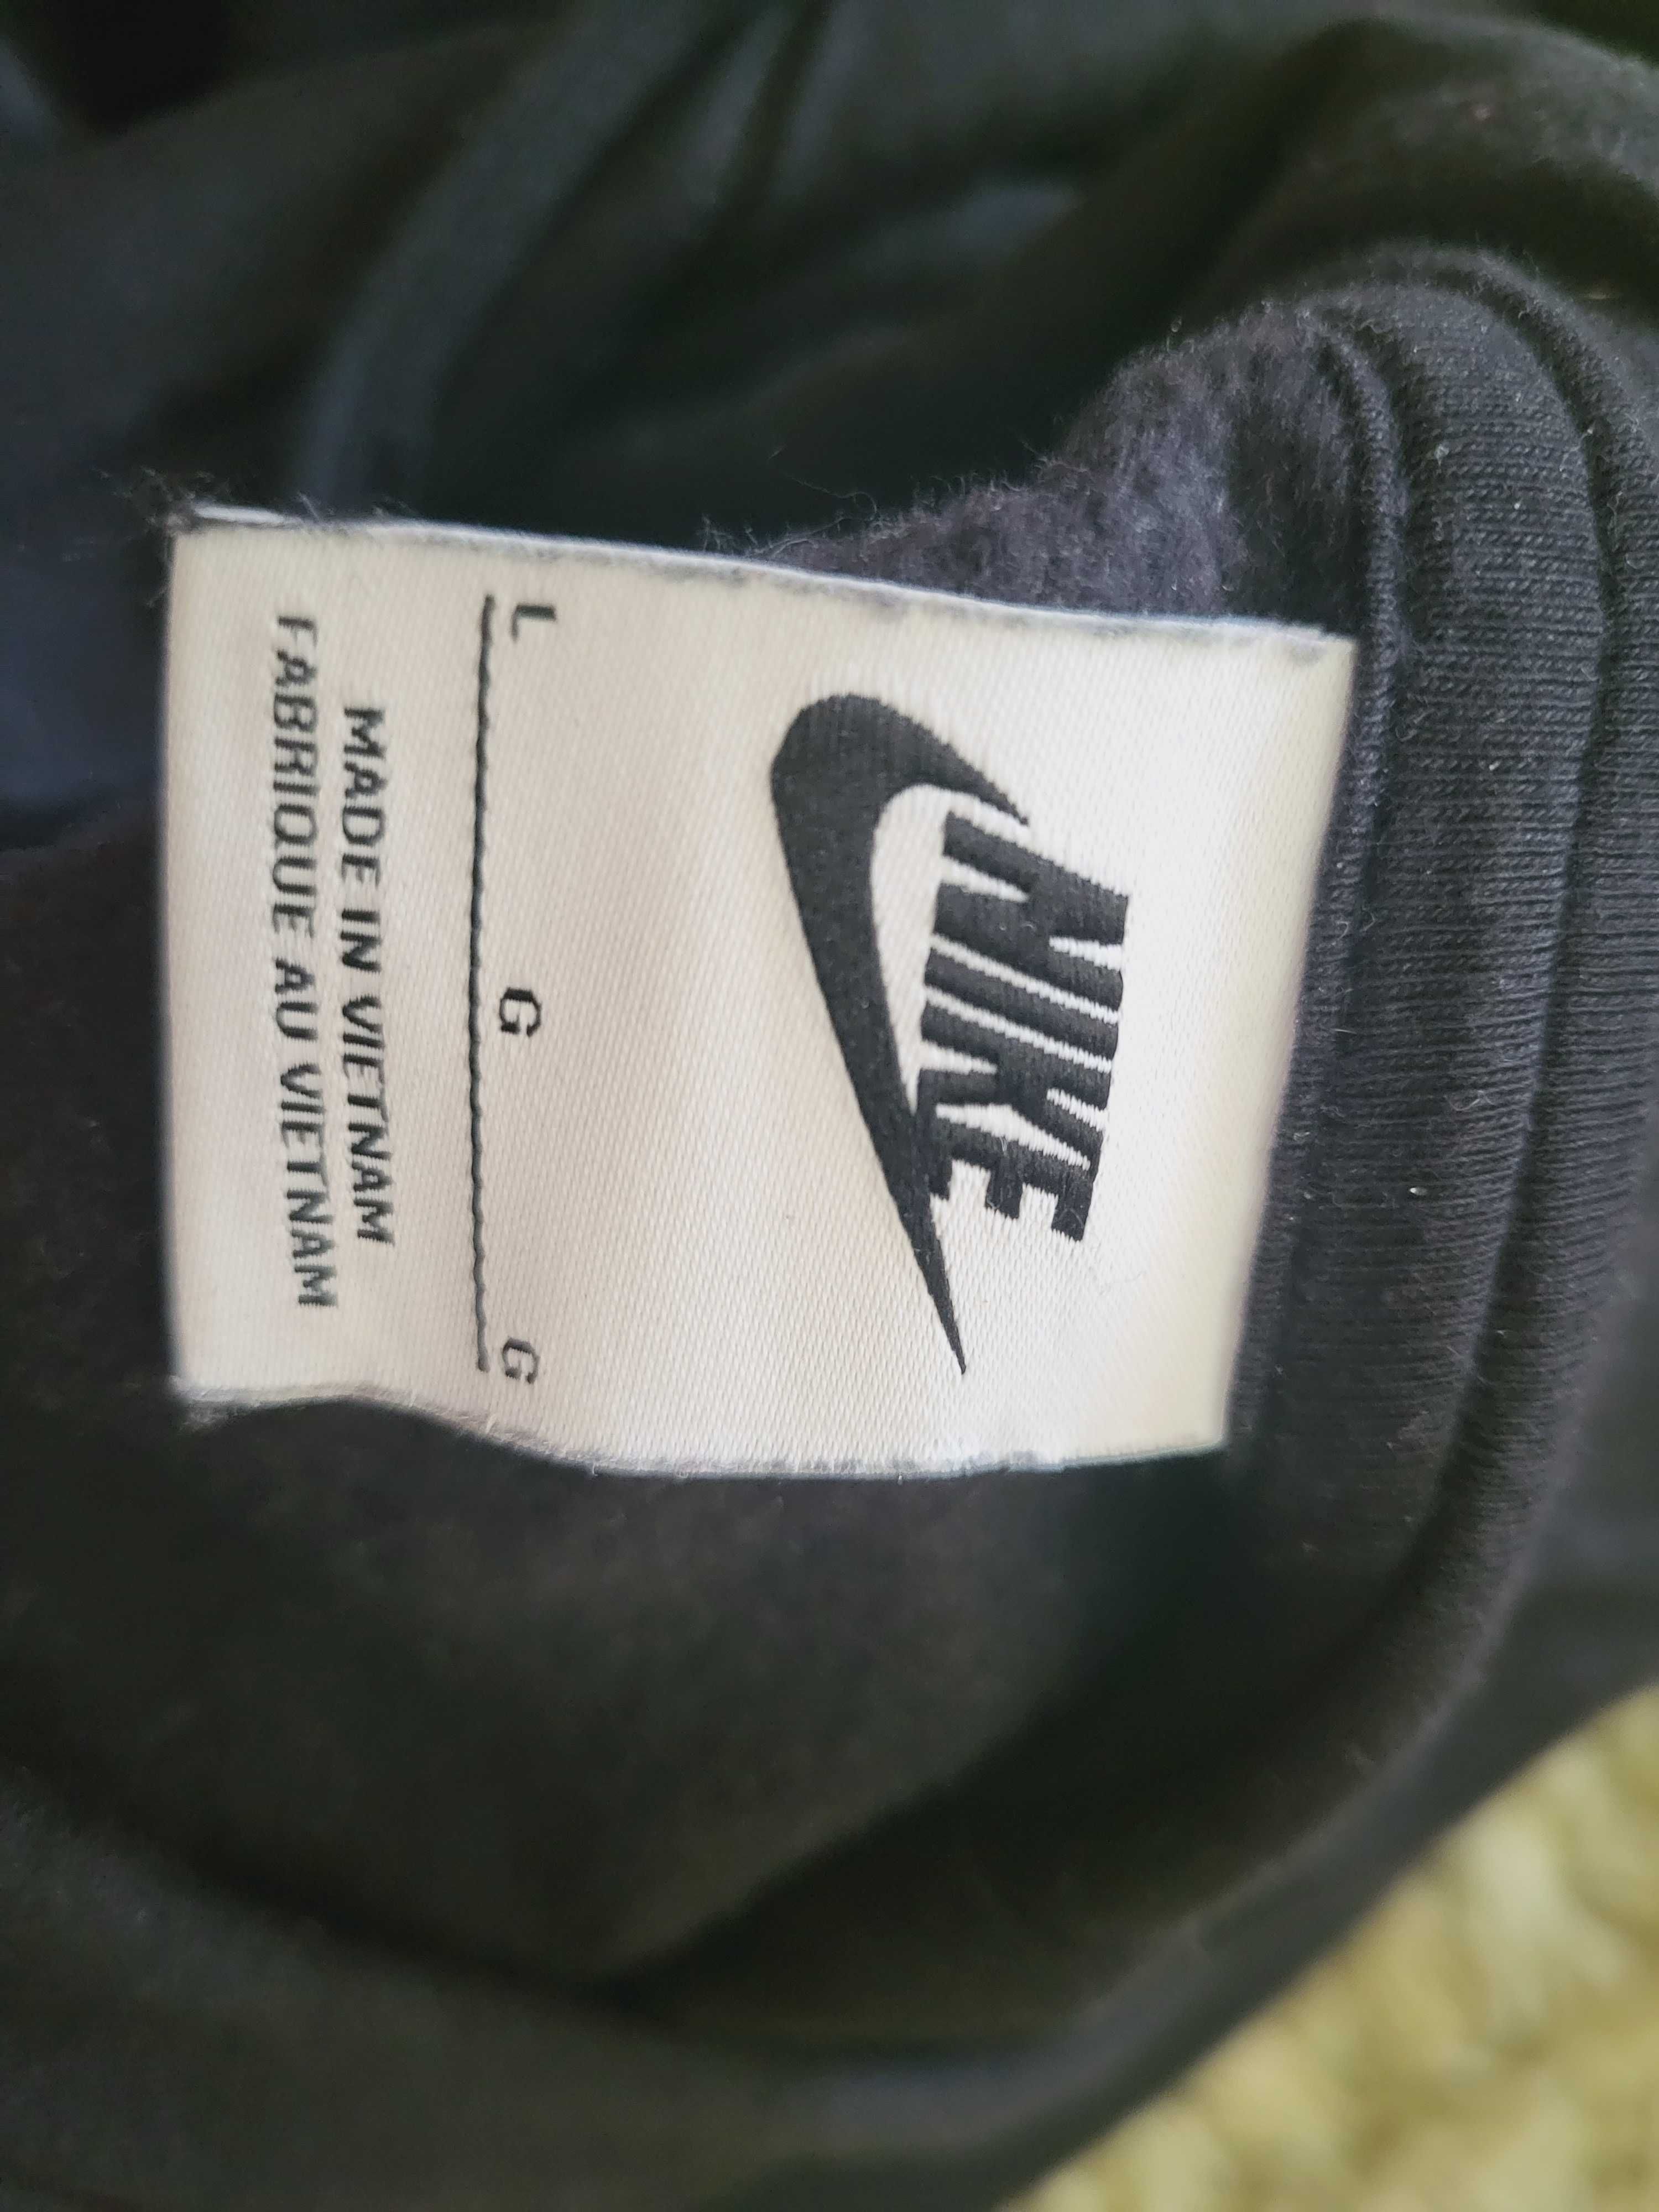 NIKE
L G G
MADE IN VIETNAM
FABRIQUE AU VIETNAM